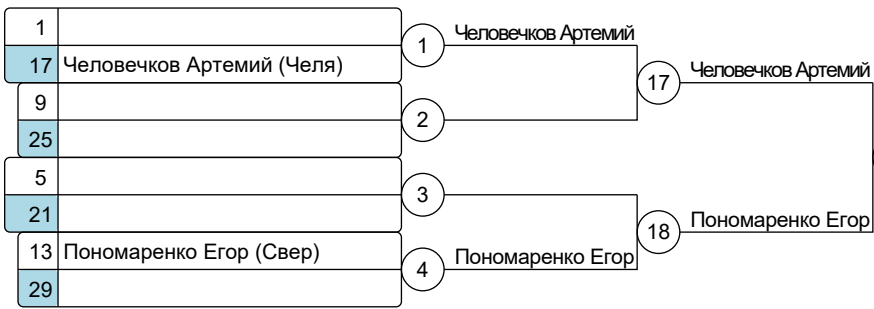 1
17 Человечков Артемий (Челя)
1
Человечков Артемий
9
25
2
17
Человечков Артемий
5
21
3
13 Пономаренко Егор (Свер)
29
4
Пономаренко Егор
18
Пономаренко Егор